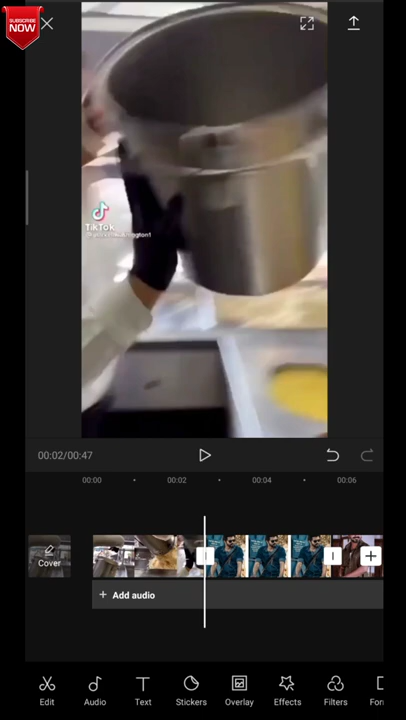 SUBSCRIBE
NOW
TikTok
00:02/00:47
00:00
00:02
00:04
00:06
Cover
+ Add audio
Edit
Audio
Text
Stickers
Overlay
Effects
Filters